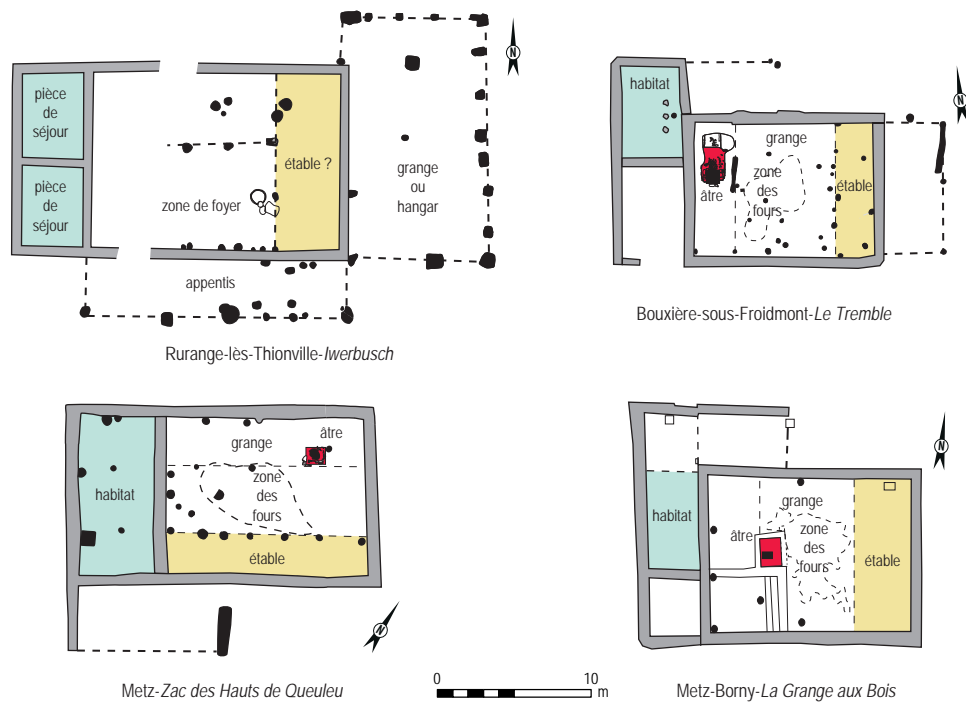 pièce
de
séjour
pièce
de
séjour
zone de foyer
étable ?
grange
ou
hangar
appentis
N
Rurange-lès-Thionville-Iwerbusch
habitat
grange
âtre
zone
des
fours
étable
N
Bouxière-sous-Froidmont-Le Tremble
habitat
grange
âtre
zone
des
fours
étable
N
Metz-Zac des Hauts de Queuleu
habitat
grange
âtre
zone
des
fours
étable
N
Metz-Borny-La Grange aux Bois
0 10
m